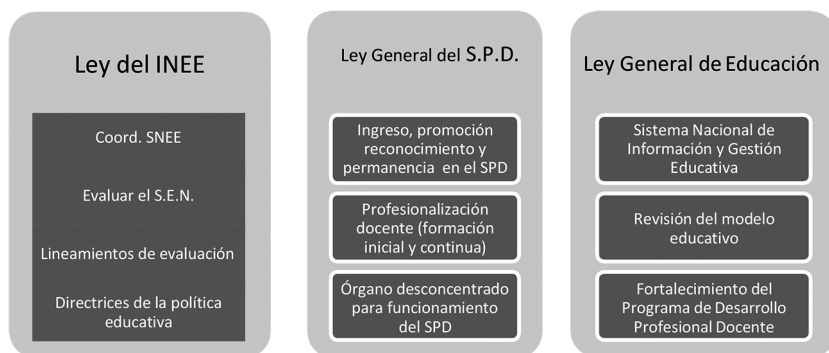 Ley del INEE
Coord. SNEE
Evaluar el S.E.N.
Lineamientos de evaluación
Directrices de la política
educativa
Ley General del S.P.D.
Ingreso, promoción
reconocimiento y
permanencia en el SPD
Profesionalización
docente (formación
inicial y continua)
Órgano desconcentrado
para funcionamiento
del SPD
Ley General de Educación
Sistema Nacional de
Información y Gestión
Educativa
Revisión del modelo
educativo
Fortalecimiento del
Programa de Desarrollo
Profesional Docente